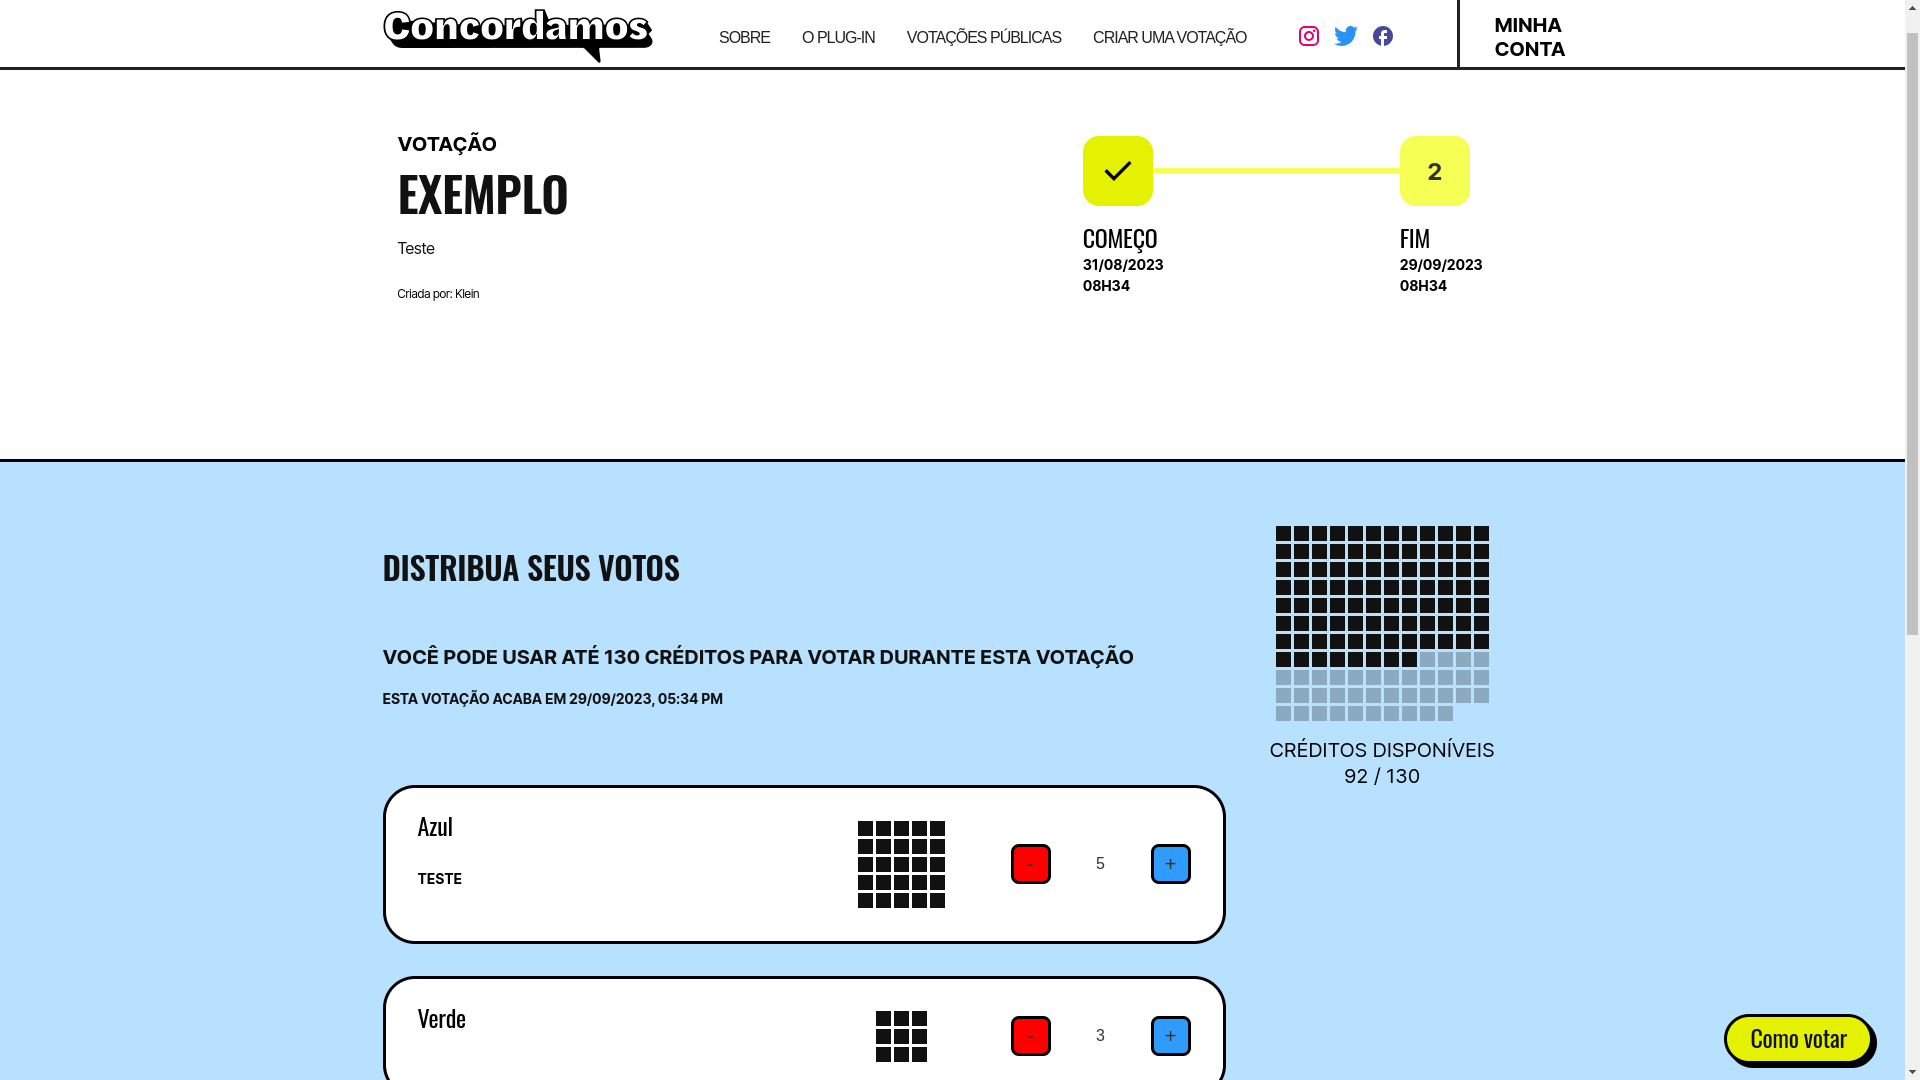 Concordamos
SOBRE
O PLUG-IN
VOTAÇÕES PÚBLICAS
CRIAR UMA VOTAÇÃO
MINHA
CONTA
VOTAÇÃO
EXEMPLO
Teste
Criada por: Klein
2
COMEÇO
31/08/2023
08H34
FIM
29/09/2023
08H34
DISTRIBUA SEUS VOTOS
VOCÊ PODE USAR ATÉ 130 CRÉDITOS PARA VOTAR DURANTE ESTA VOTAÇÃO
ESTA VOTAÇÃO ACABA EM 29/09/2023, 05:34 PM
CRÉDITOS DISPONÍVEIS
92 / 130
Azul
TESTE
- 5 +
Verde
- 3 +
Como votar